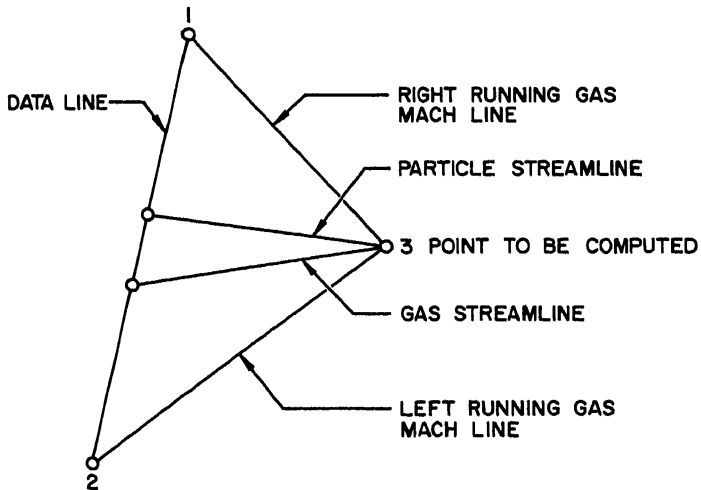 1
DATA LINE
RIGHT RUNNING GAS
MACH LINE
PARTICLE STREAMLINE
3 POINT TO BE COMPUTED
GAS STREAMLINE
LEFT RUNNING GAS
MACH LINE
2